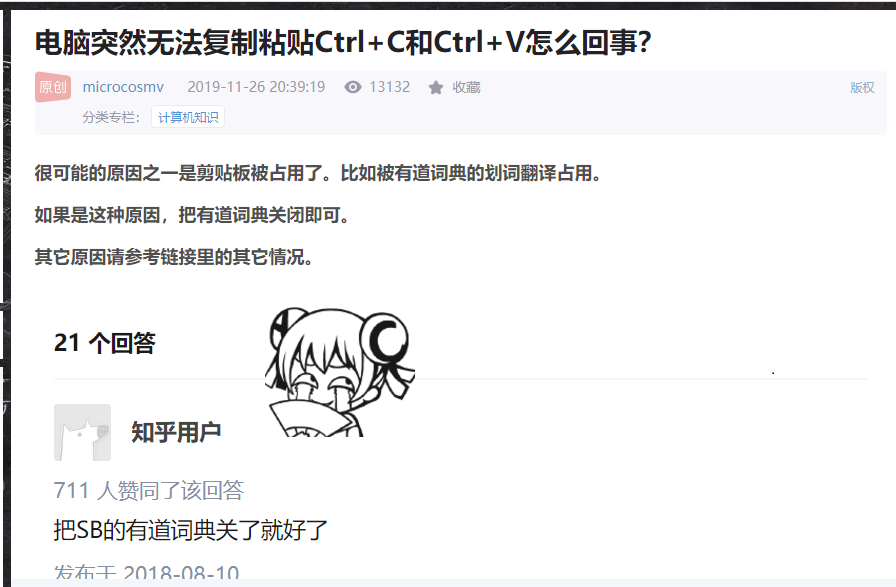 电脑突然无法复制粘贴Ctrl+C和Ctrl+V怎么回事？
原创 microcosmv 2019-11-26 20:39:19 13132 收藏 版权
分类专栏： 计算机知识
很可能的原因之一是剪贴板被占用了。比如被有道词典的划词翻译占用。
如果是这种原因，把有道词典关闭即可。
其它原因请参考链接里的其它情况。
21 个回答
知乎用户
711 人赞同了该回答
把SB的有道词典关了就好了
发布于 2018-08-10